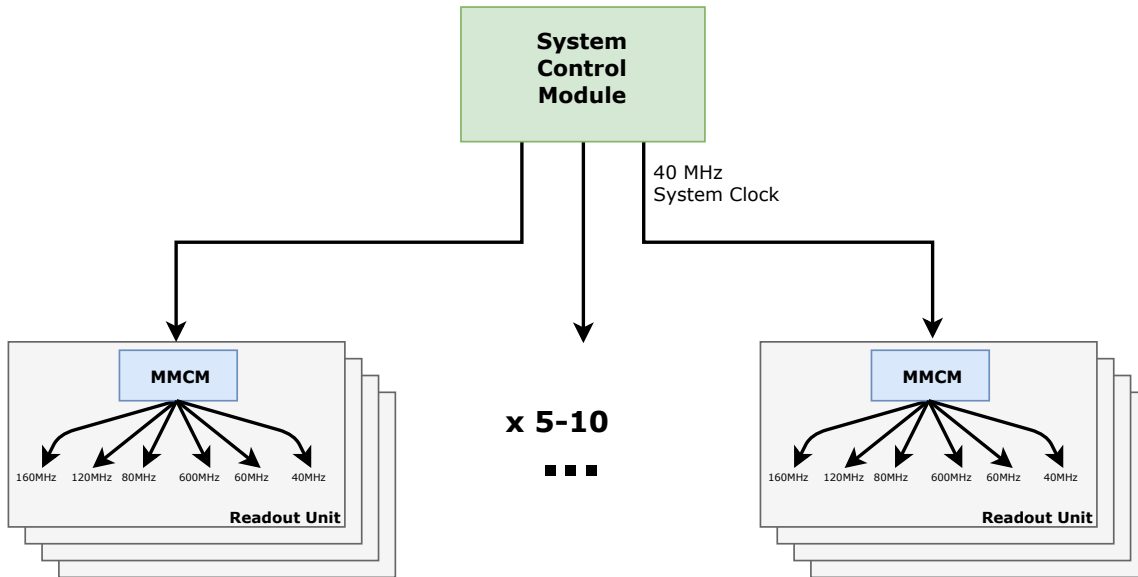 System
Control
Module
40 MHz
System Clock
MMCM
160MHz 120MHz 80MHz 600MHz 60MHz 40MHz
Readout Unit
x 5-10
MMCM
160MHz 120MHz 80MHz 600MHz 60MHz 40MHz
Readout Unit